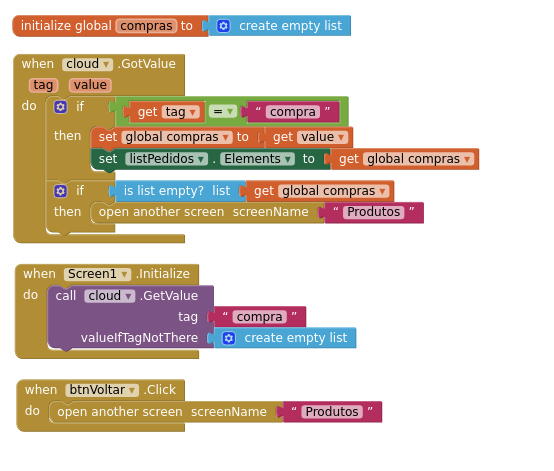 initialize global compras to create empty list
when cloud .GotValue
tag value
do if get tag = " compra "
then set global compras to get value
set listPedidos . Elements to get global compras
if is list empty? list get global compras
then open another screen screenName " Produtos "
when Screen1 .Initialize
do call cloud .GetValue
tag " compra "
valueIfTagNotThere create empty list
when btnVoltar .Click
do open another screen screenName " Produtos "